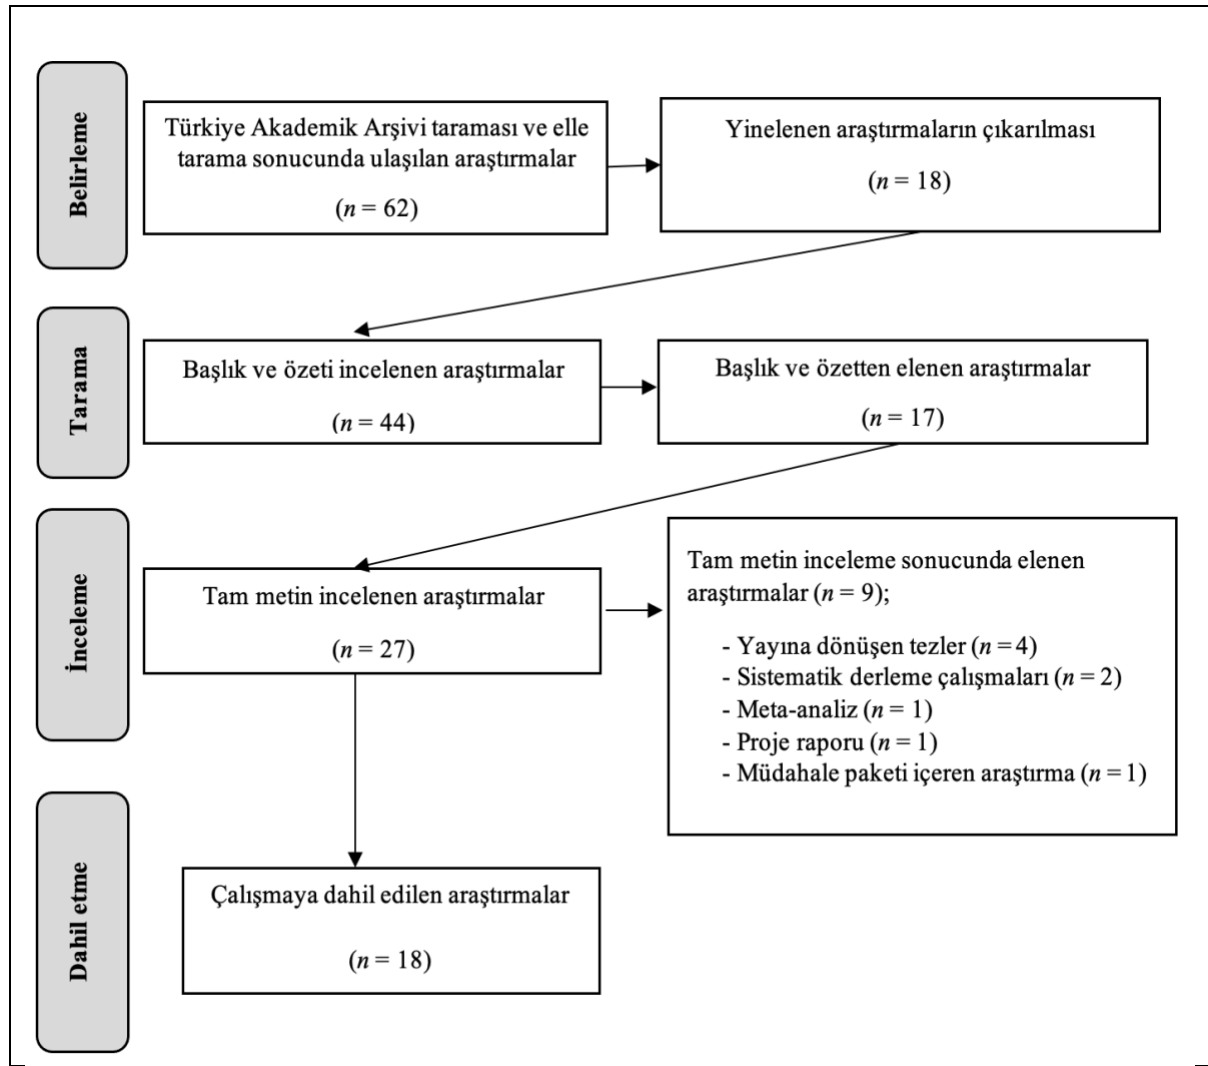 Belirleme
Türkiye Akademik Arşivi taraması ve elle
tarama sonucunda ulaşılan araştırmalar
(n = 62)
Yinelenen araştırmaların çıkarılması
(n = 18)
Tarama
Başlık ve özeti incelenen araştırmalar
(n = 44)
Başlık ve özetten elenen araştırmalar
(n = 17)
İnceleme
Tam metin incelenen araştırmalar
(n = 27)
Tam metin inceleme sonucunda elenen
araştırmalar (n = 9);
- Yayına dönüşen tezler (n = 4)
- Sistematik derleme çalışmaları (n = 2)
- Meta-analiz (n = 1)
- Proje raporu (n = 1)
- Müdahale paketi içeren araştırma (n = 1)
Dahil etme
Çalışmaya dahil edilen araştırmalar
(n = 18)